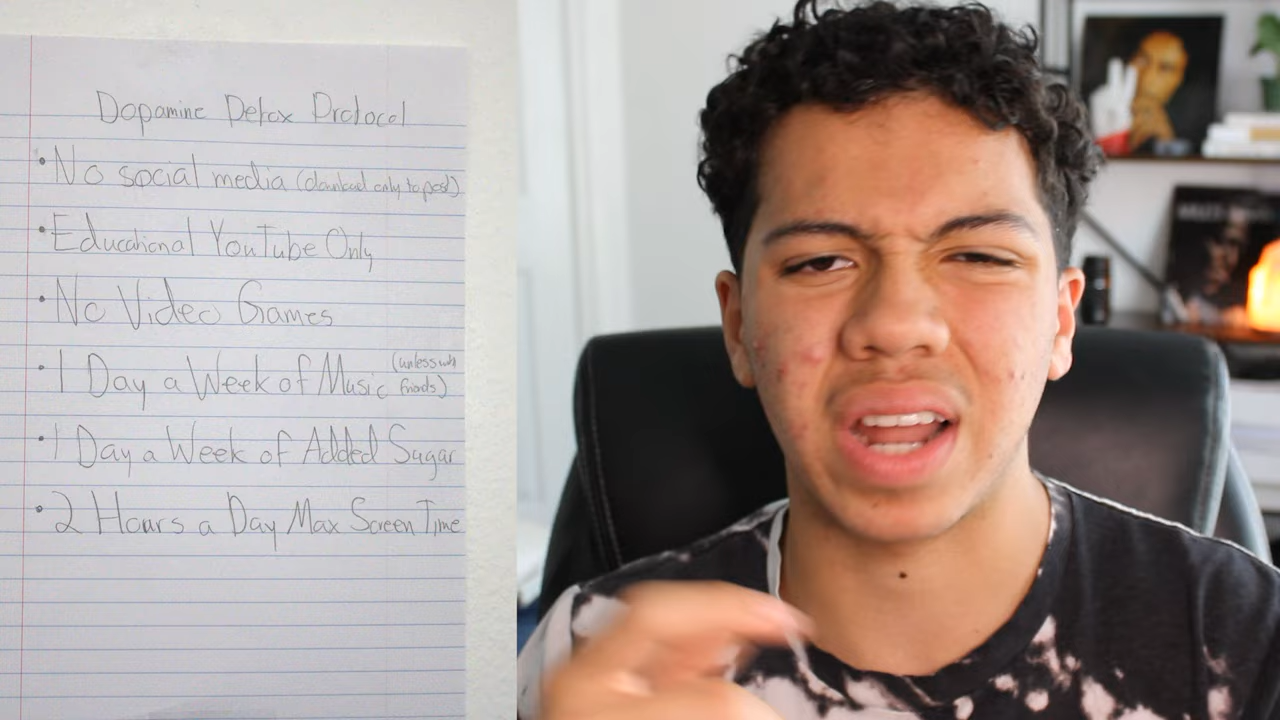 Dopamine Detox Protocol
• No social media (download only to post)
• Educational YouTube Only
• No Video Games
• 1 Day a Week of Music (unless with friends)
• 1 Day a Week of Added Sugar
• 2 Hours a Day Max Screen Time